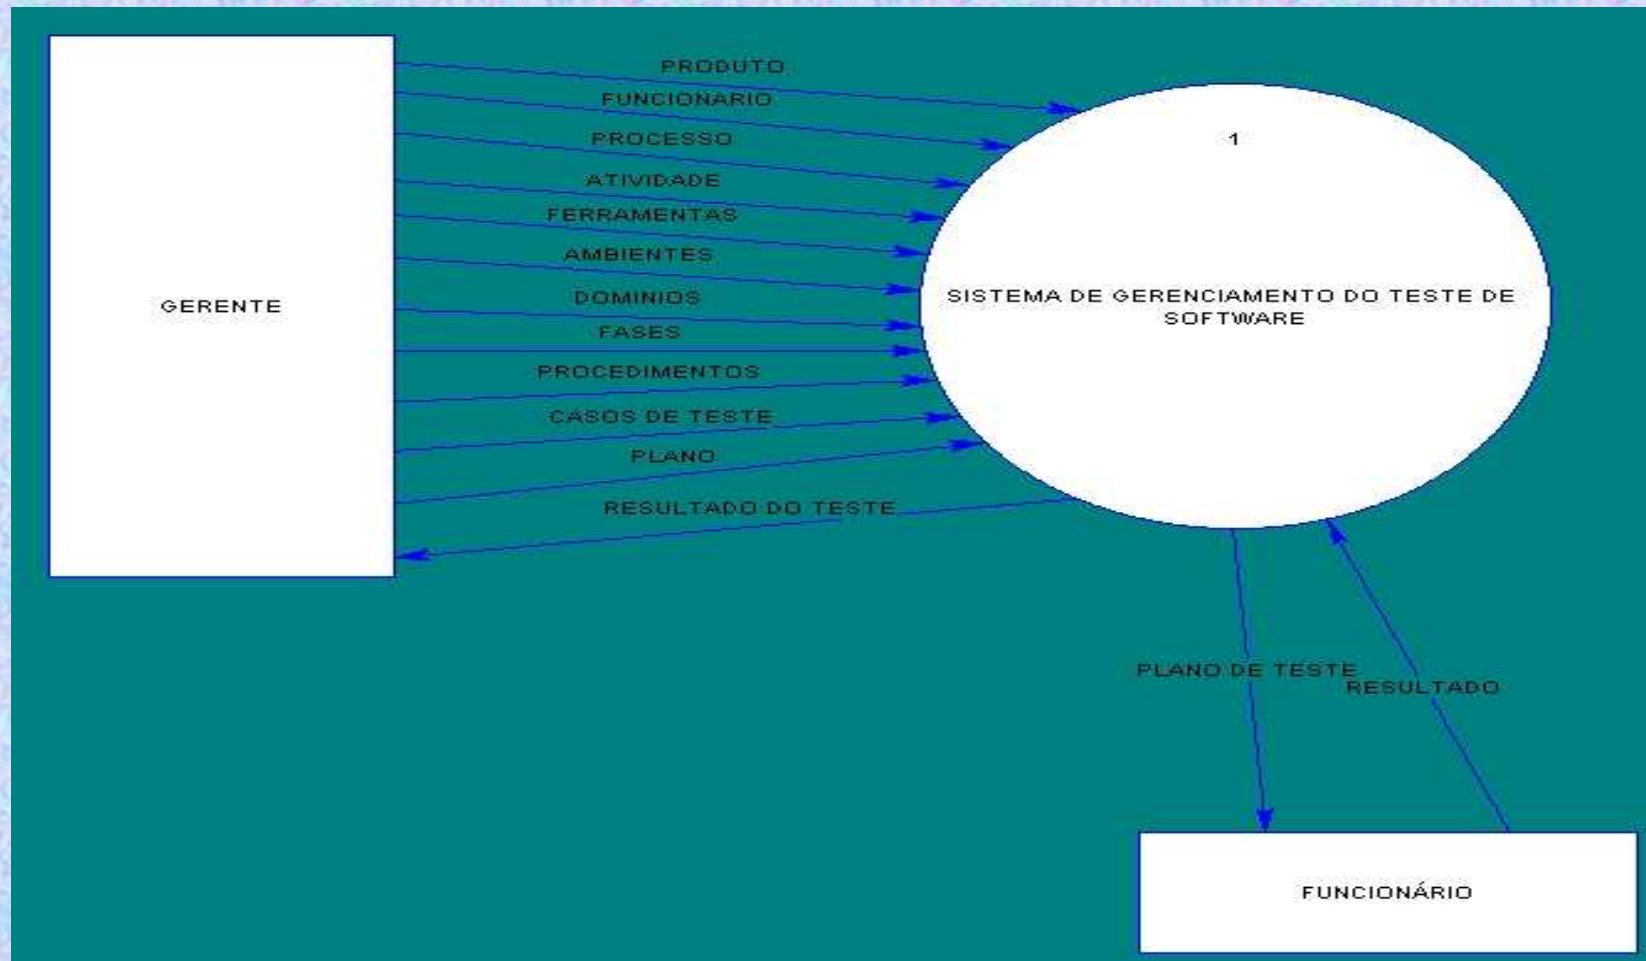 PRODUTO
FUNCIONARIO
PROCESSO
ATIVIDADE
FERRAMENTAS
AMBIENTES
DOMINIOS
FASES
PROCEDIMENTOS
CASOS DE TESTE
PLANO
RESULTADO DO TESTE
GERENTE
1
SISTEMA DE GERENCIAMENTO DO TESTE DE
SOFTWARE
PLANO DE TESTE
RESULTADO
FUNCIONÁRIO